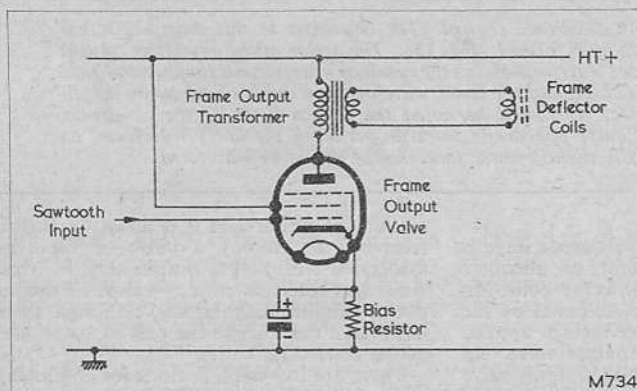 HT+
Frame Output
Transformer
Frame
Deflector
Coils
Frame
Output
Valve
Sawtooth
Input
+
-
Bias
Resistor
M734